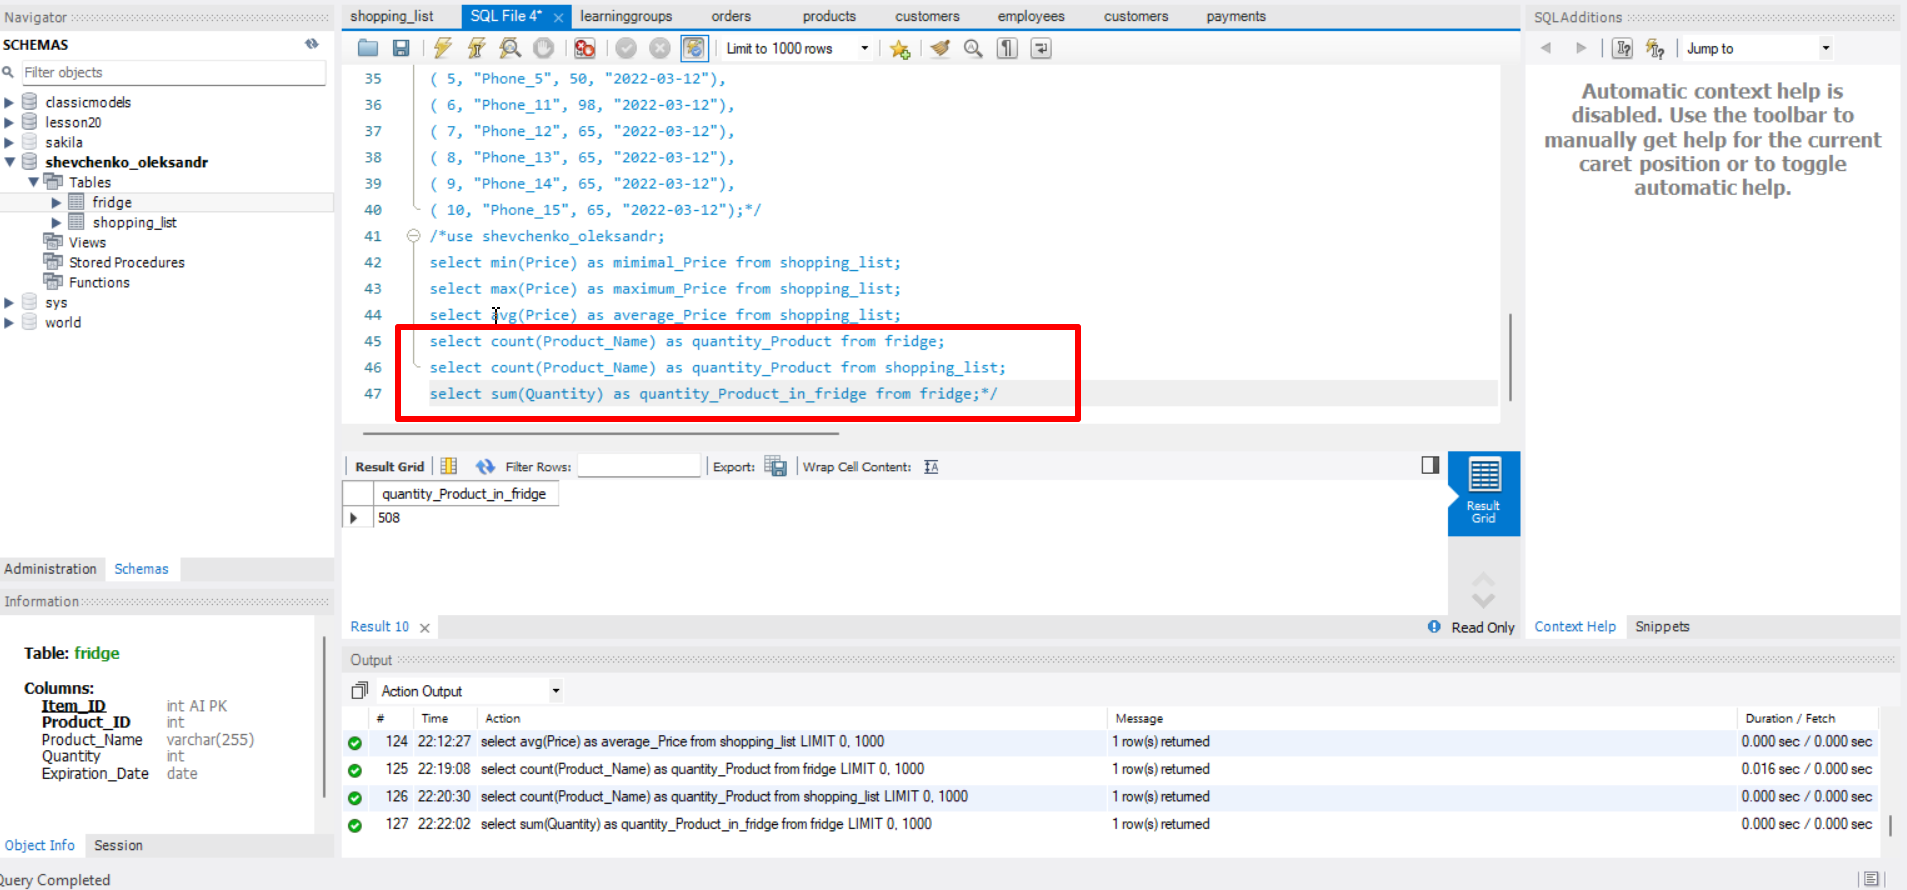 Navigator
SCHEMAS
Filter objects
classicmodels
lesson20
sakila
shevchenko_oleksandr
Tables
fridge
shopping_list
Views
Stored Procedures
Functions
sys
world
Administration
Schemas
Information
Table: fridge
Columns:
Item_ID int AI PK
Product_ID int
Product_Name varchar(255)
Quantity int
Expiration_Date date
Object Info
Session
Query Completed
shopping_list
SQL File 4*
learninggroups
orders
products
customers
employees
customers
payments
Limit to 1000 rows
35 ( 5, "Phone_5", 50, "2022-03-12"),
36 ( 6, "Phone_11", 98, "2022-03-12"),
37 ( 7, "Phone_12", 65, "2022-03-12"),
38 ( 8, "Phone_13", 65, "2022-03-12"),
39 ( 9, "Phone_14", 65, "2022-03-12"),
40 ( 10, "Phone_15", 65, "2022-03-12");*/
41 /*use shevchenko_oleksandr;
42 select min(Price) as mimimal_Price from shopping_list;
43 select max(Price) as maximum_Price from shopping_list;
44 select avg(Price) as average_Price from shopping_list;
45 select count(Product_Name) as quantity_Product from fridge;
46 select count(Product_Name) as quantity_Product from shopping_list;
47 select sum(Quantity) as quantity_Product_in_fridge from fridge;*/
Result Grid
Filter Rows:
Export:
Wrap Cell Content:
quantity_Product_in_fridge
508
Result
Grid
Result 10
Read Only
Output
Action Output
# Time Action Message Duration / Fetch
124 22:12:27 select avg(Price) as average_Price from shopping_list LIMIT 0, 1000 1 row(s) returned 0.000 sec / 0.000 sec
125 22:19:08 select count(Product_Name) as quantity_Product from fridge LIMIT 0, 1000 1 row(s) returned 0.016 sec / 0.000 sec
126 22:20:30 select count(Product_Name) as quantity_Product from shopping_list LIMIT 0, 1000 1 row(s) returned 0.000 sec / 0.000 sec
127 22:22:02 select sum(Quantity) as quantity_Product_in_fridge from fridge LIMIT 0, 1000 1 row(s) returned 0.000 sec / 0.000 sec
SQLAdditions
Jump to
Automatic context help is
disabled. Use the toolbar to
manually get help for the current
caret position or to toggle
automatic help.
Context Help
Snippets